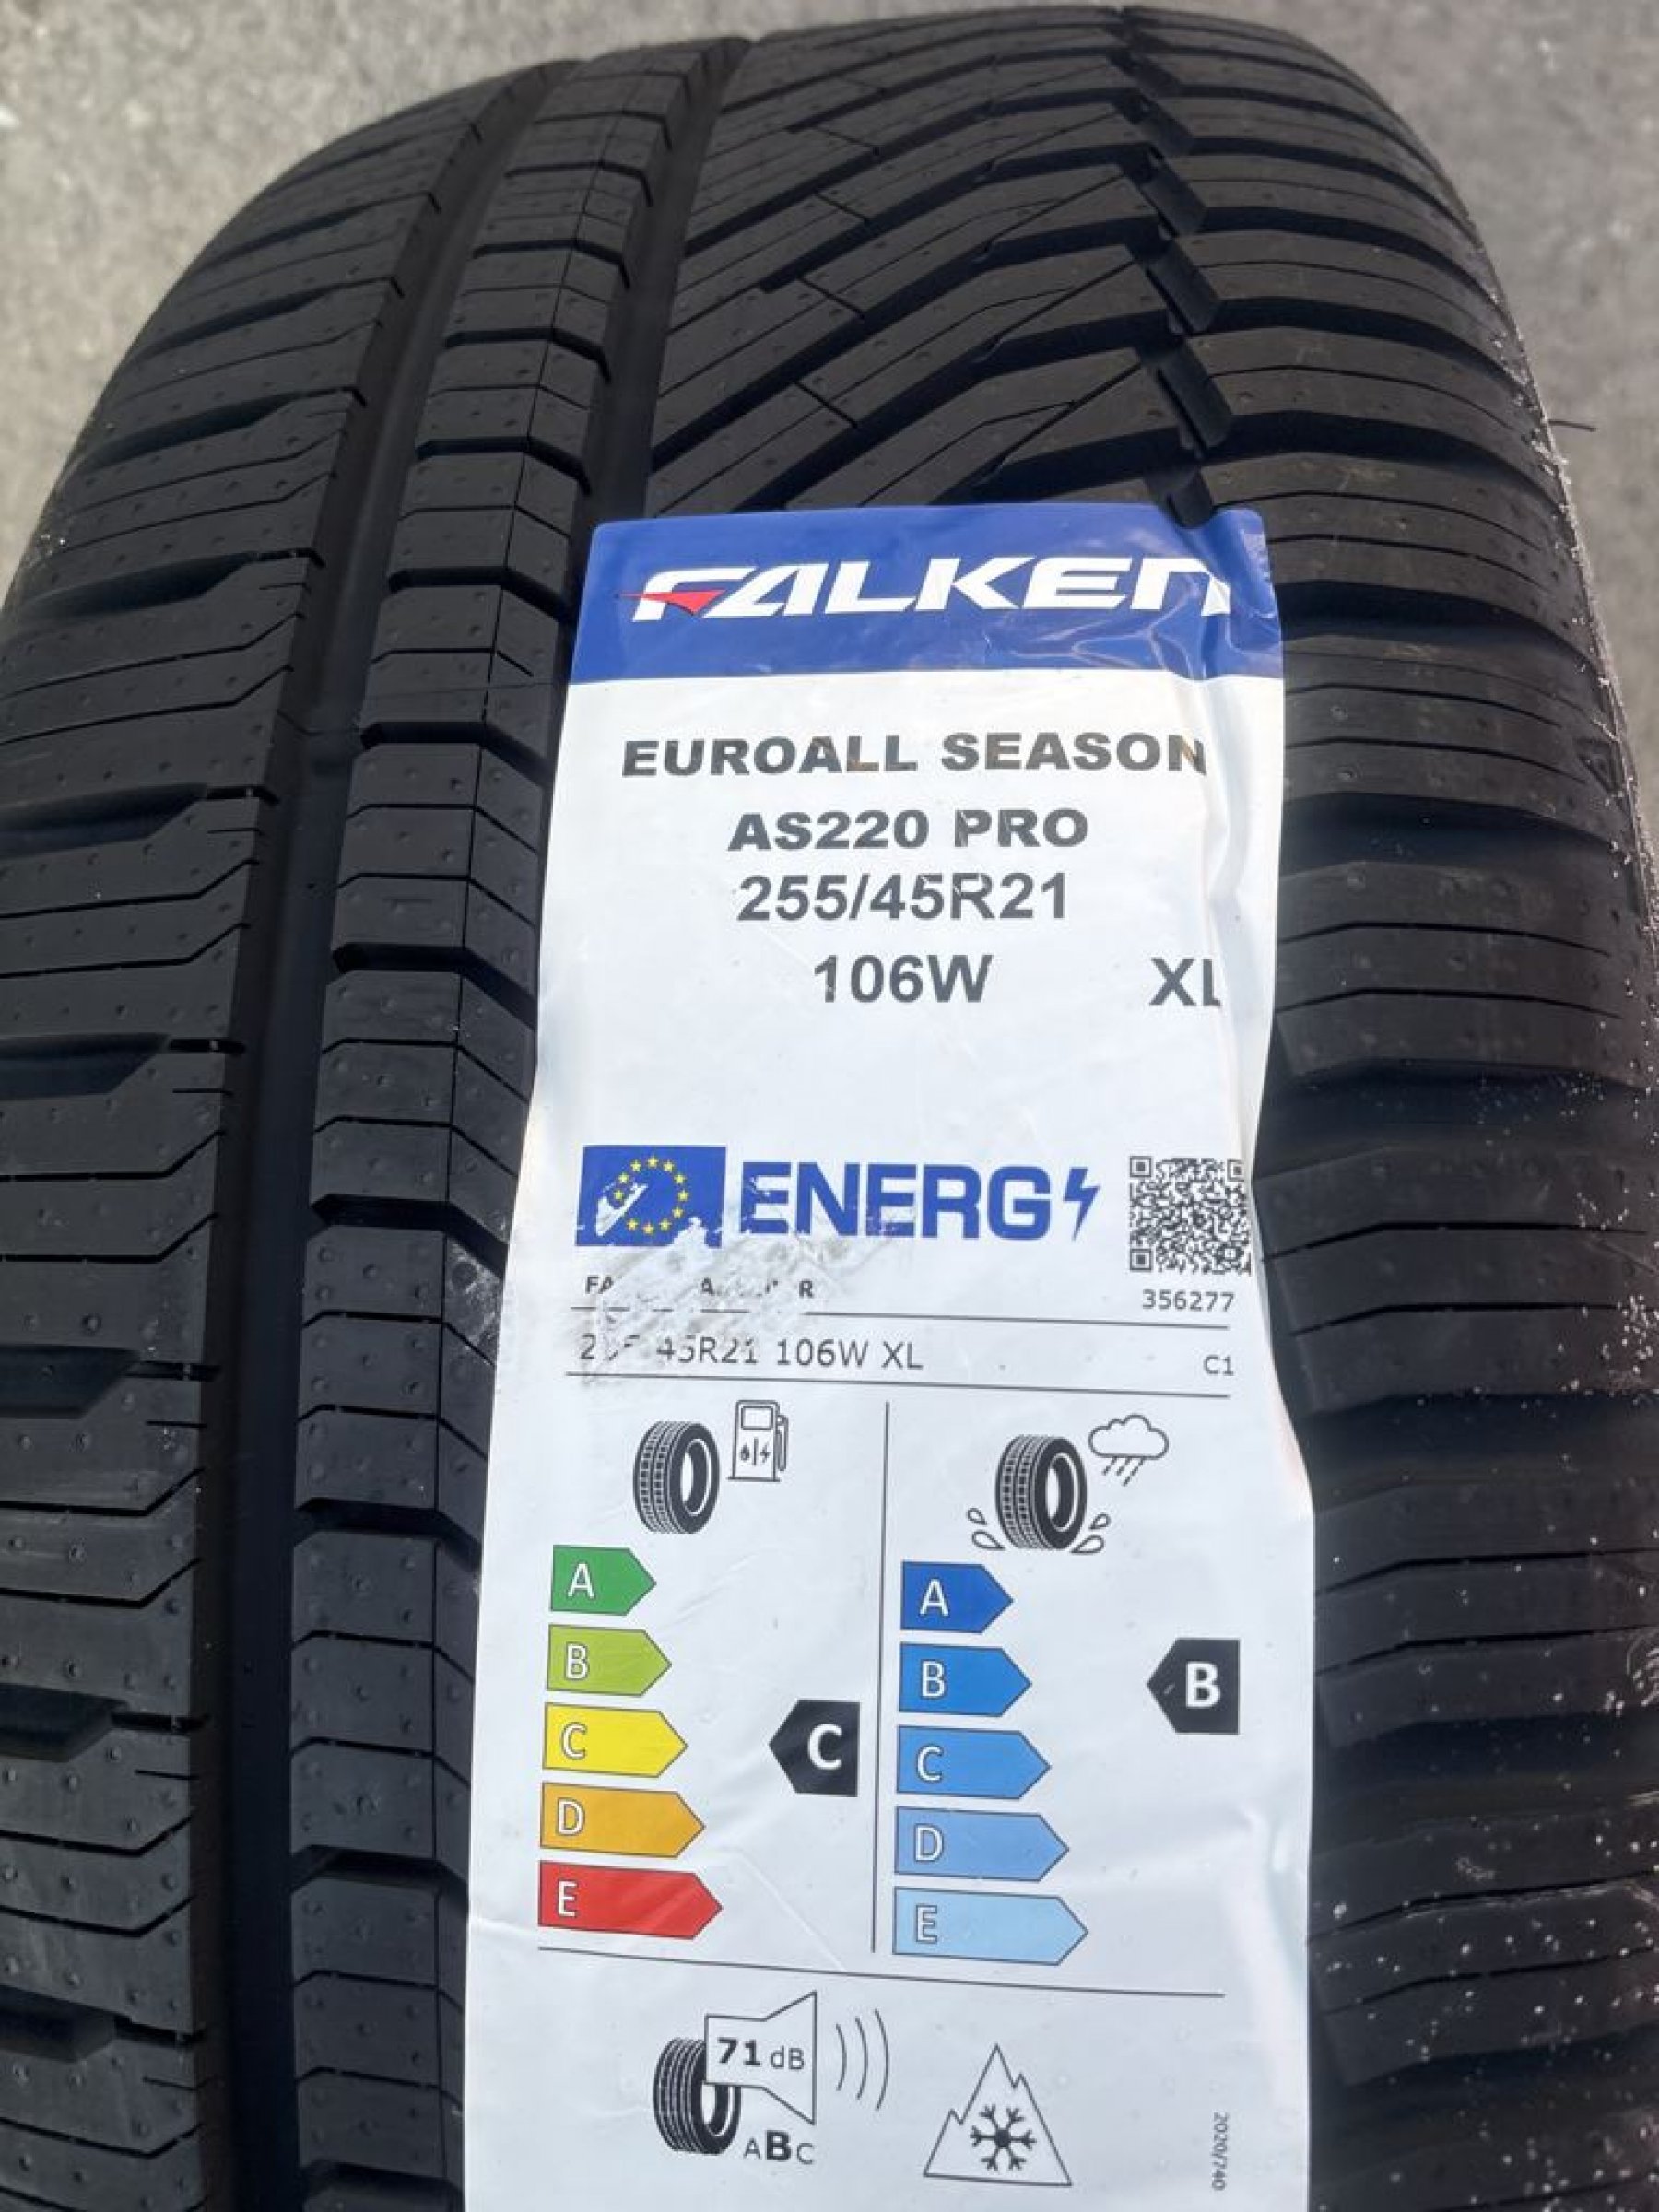 FALKEN
EUROALL SEASON
AS220 PRO
255/45R21
106W XL
ENERG
356277
45R21 106W XL
C1
A
B
C
D
E
C
A
B
C
D
E
B
71 dB
ABC
2020/740